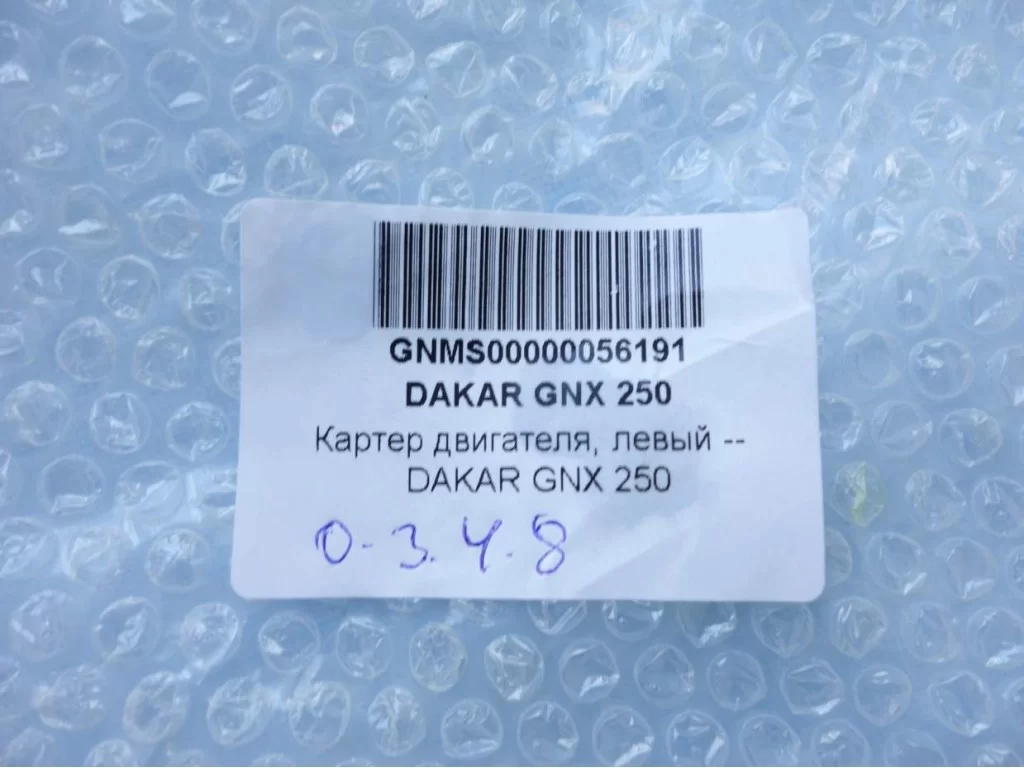 GNMS00000056191
DAKAR GNX 250
Картер двигателя, левый --
DAKAR GNX 250
0-3.4.8